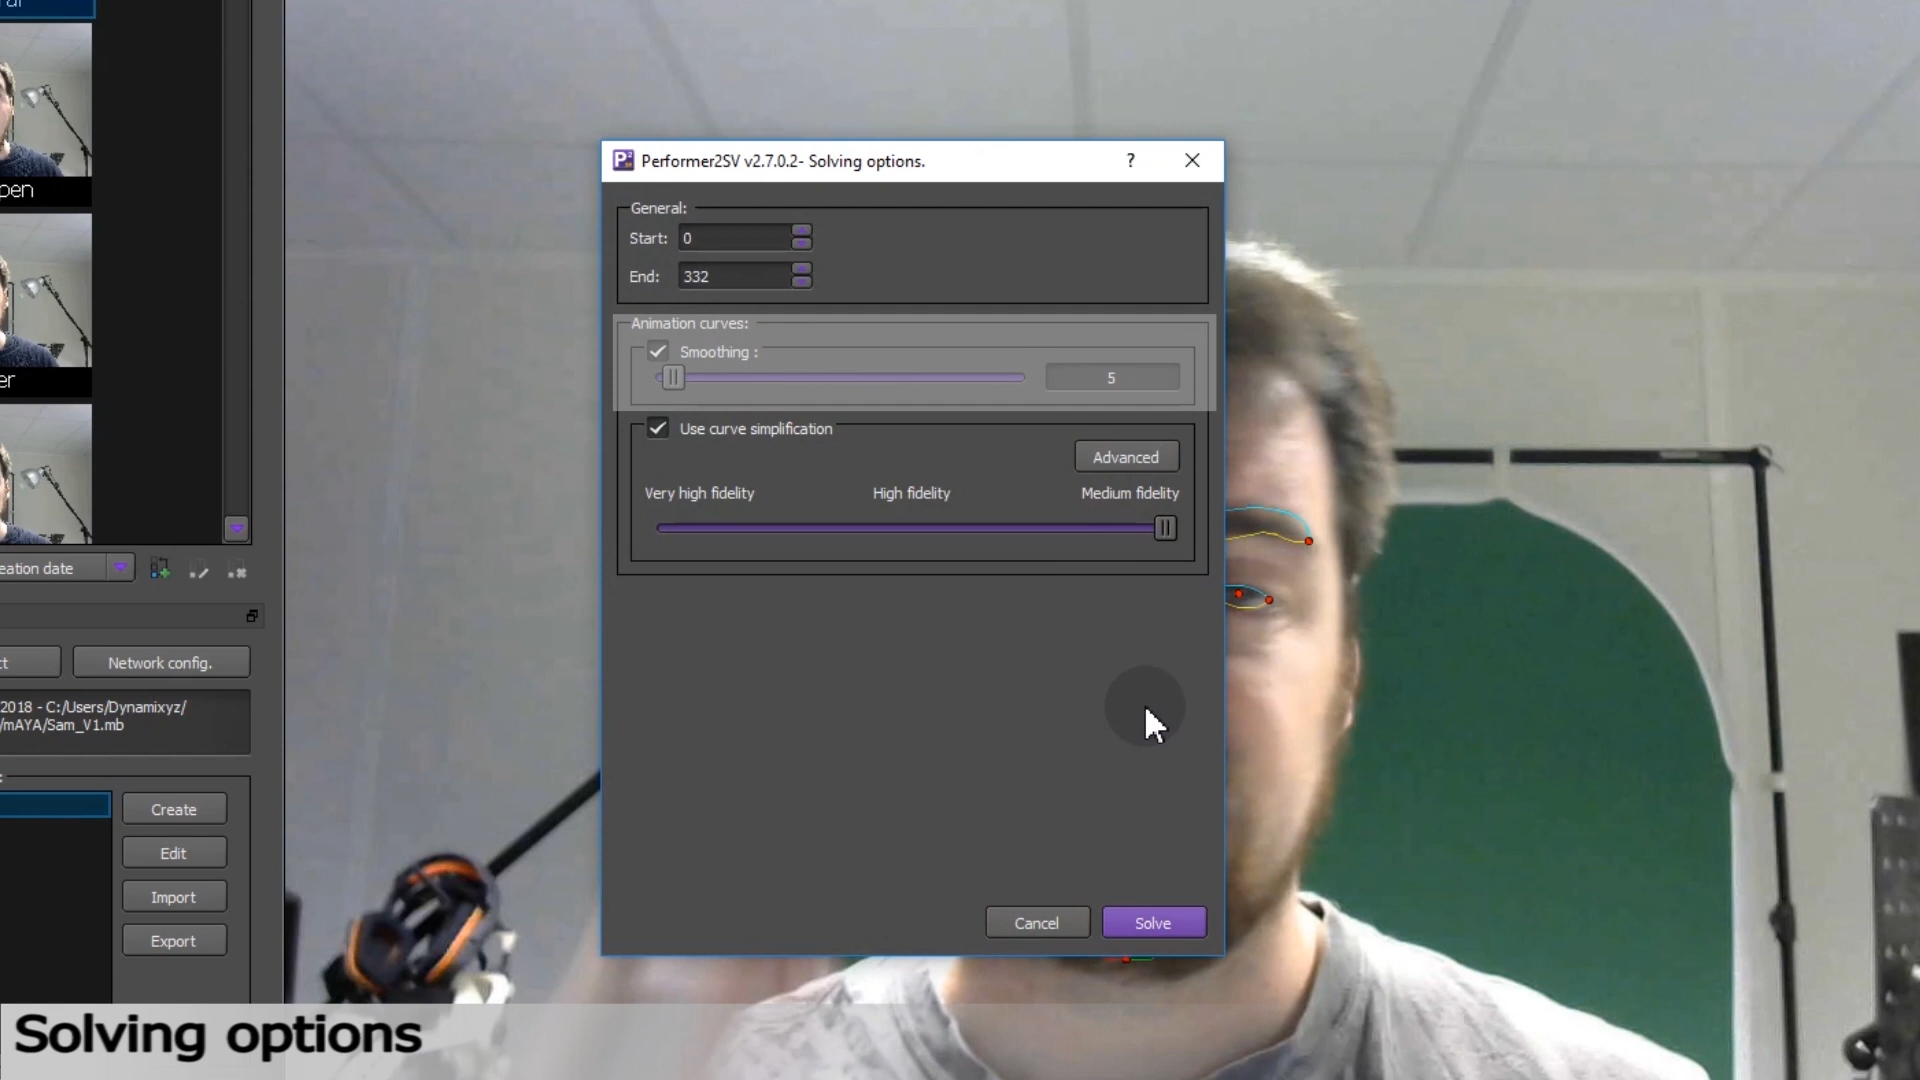 pen
er
eation date
ct
Network config.
2018 - C:/Users/Dynamixyz/
/mAYA/Sam_V1.mb
Create
Edit
Import
Export
Performer2SV v2.7.0.2- Solving options.
?
General:
Start: 0
End: 332
Animation curves:
Smoothing :
5
Use curve simplification
Advanced
Very high fidelity High fidelity Medium fidelity
Cancel Solve
Solving options